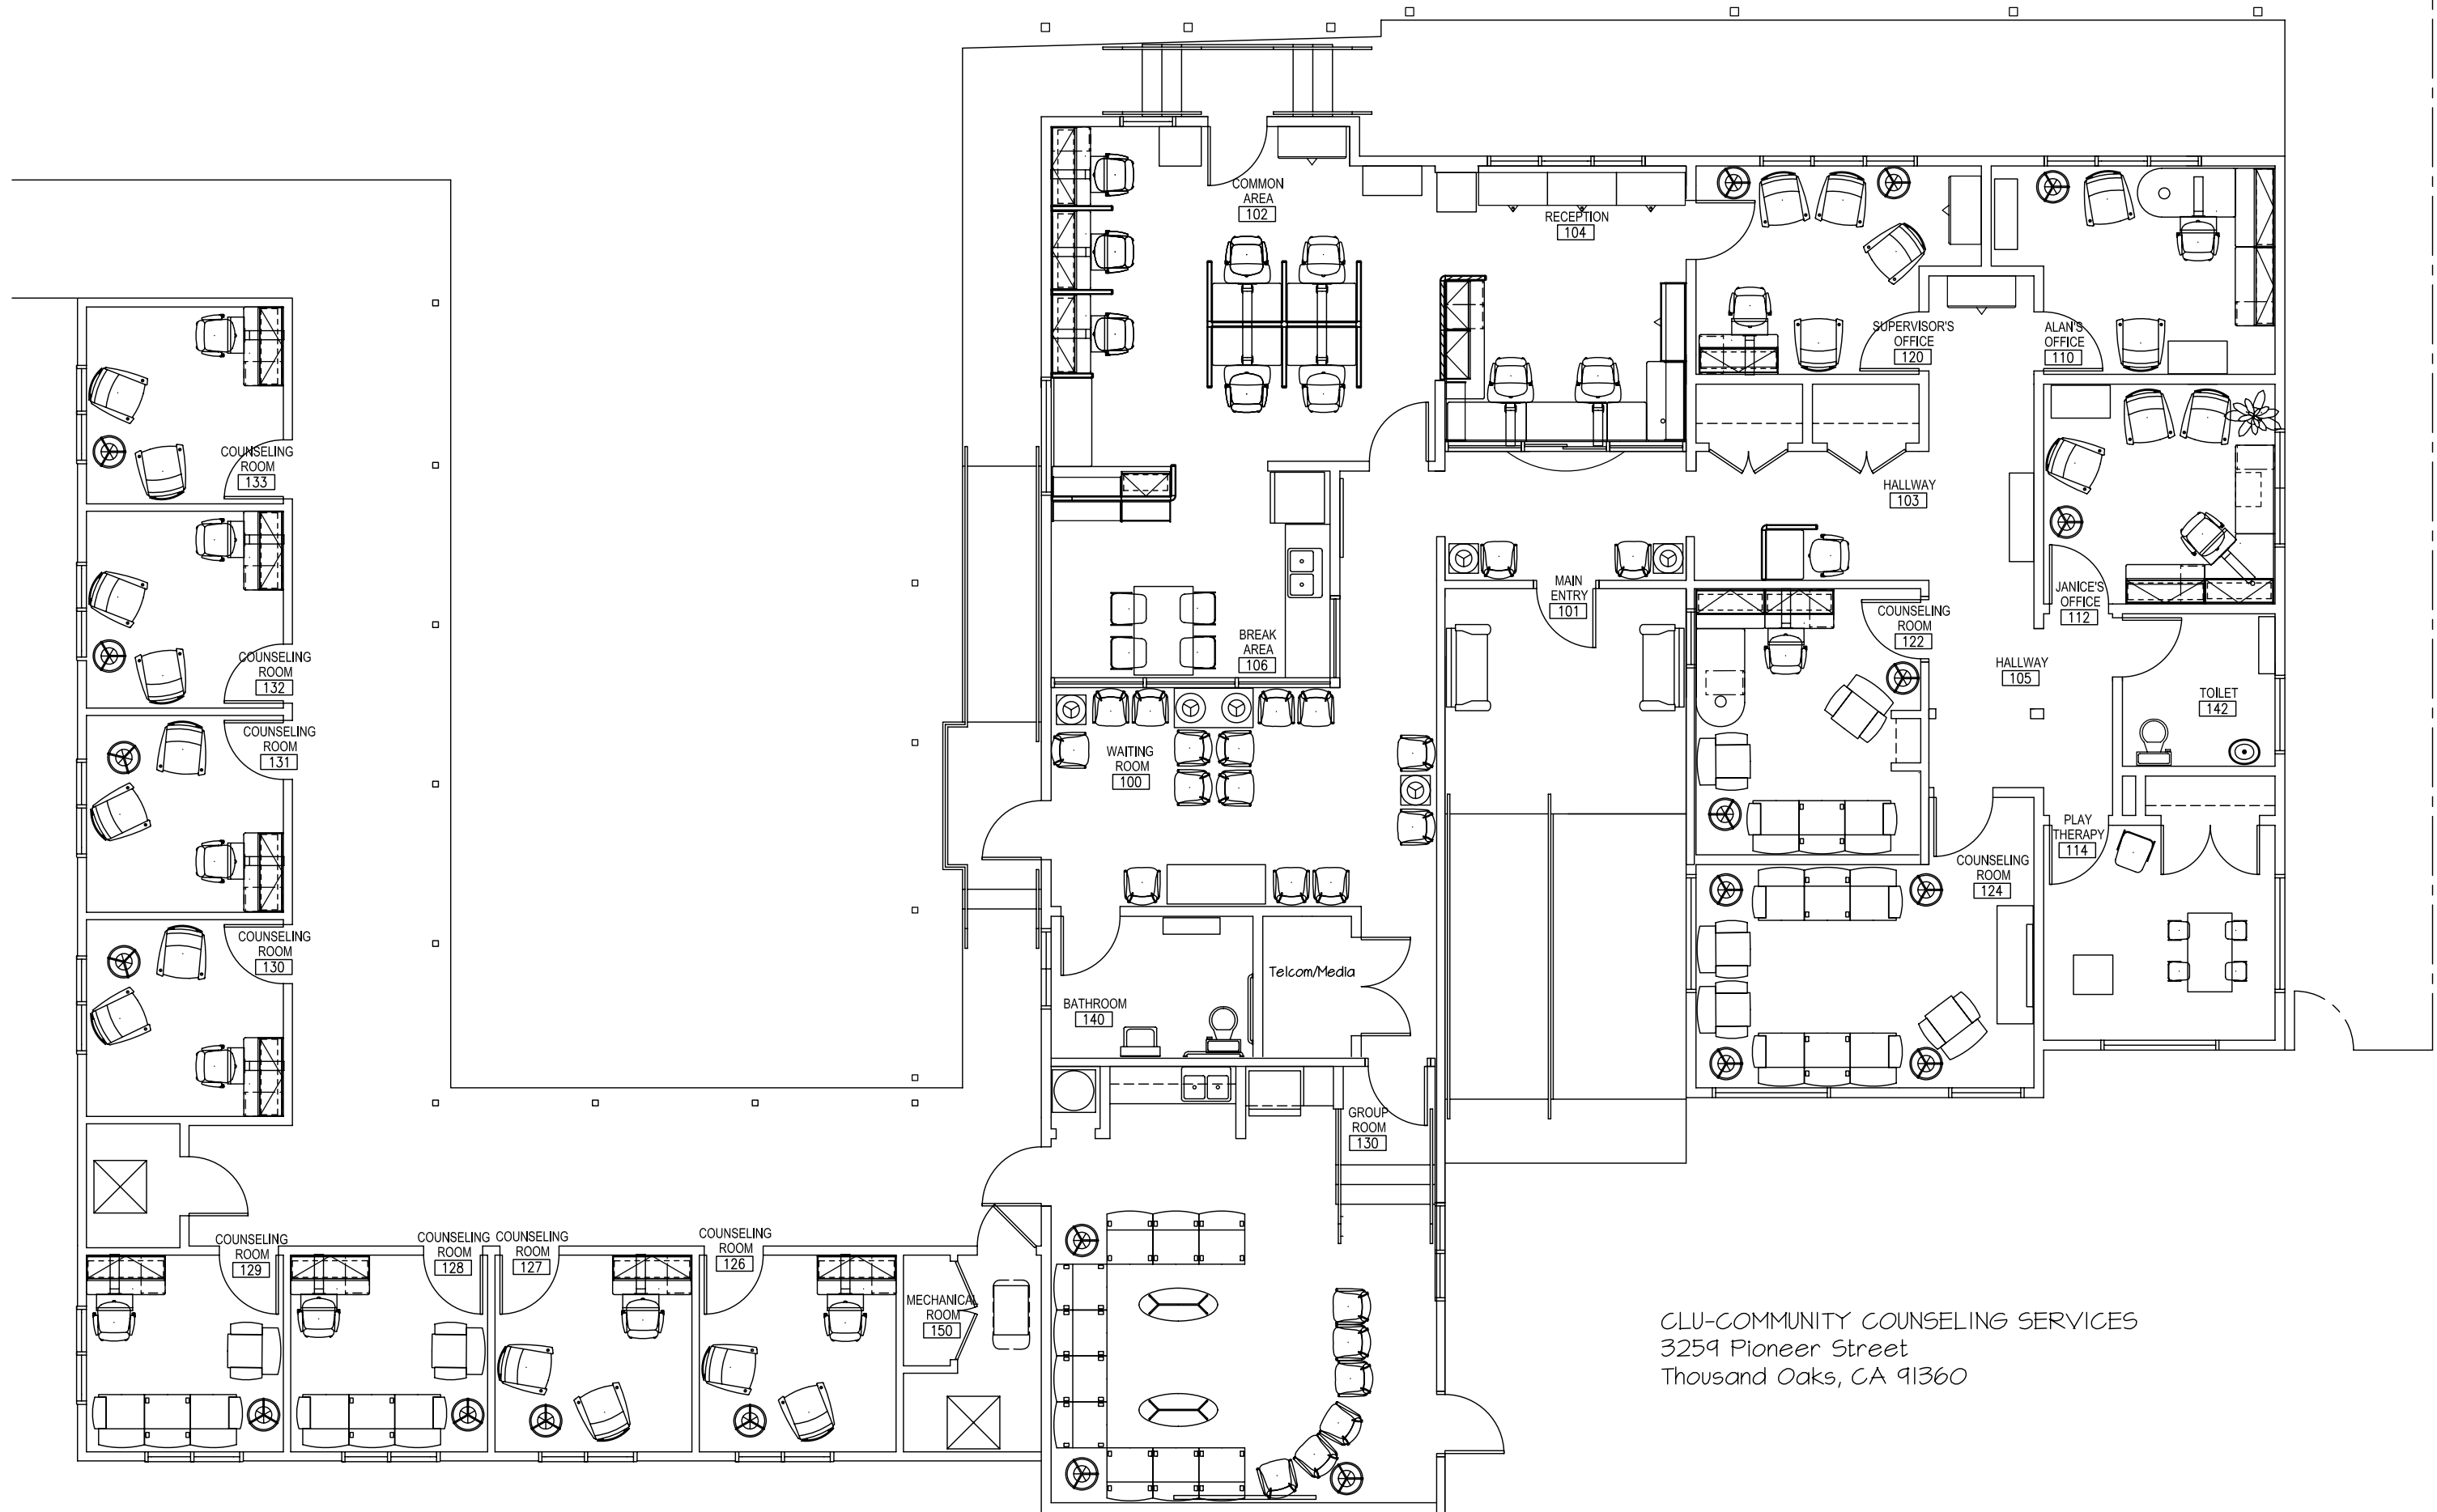 COMMON
AREA
102
RECEPTION
104
SUPERVISOR'S
OFFICE
120
ALAN'S
OFFICE
110
COUNSELING
ROOM
133
HALLWAY
103
MAIN
ENTRY
101
JANICE'S
OFFICE
112
COUNSELING
ROOM
122
BREAK
AREA
106
COUNSELING
ROOM
132
HALLWAY
105
TOILET
142
COUNSELING
ROOM
131
WAITING
ROOM
100
PLAY
THERAPY
114
COUNSELING
ROOM
124
COUNSELING
ROOM
130
Telcom/Media
BATHROOM
140
GROUP
ROOM
130
COUNSELING
ROOM
129
COUNSELING
ROOM
128
COUNSELING
ROOM
127
COUNSELING
ROOM
126
MECHANICAL
ROOM
150
CLU-COMMUNITY COUNSELING SERVICES
3259 Pioneer Street
Thousand Oaks, CA 91360